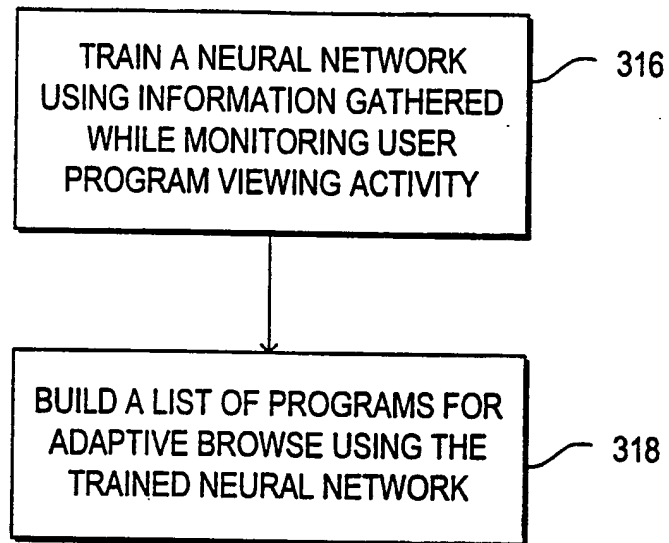 TRAIN A NEURAL NETWORK
USING INFORMATION GATHERED
WHILE MONITORING USER
PROGRAM VIEWING ACTIVITY
316
BUILD A LIST OF PROGRAMS FOR
ADAPTIVE BROWSE USING THE
TRAINED NEURAL NETWORK
318